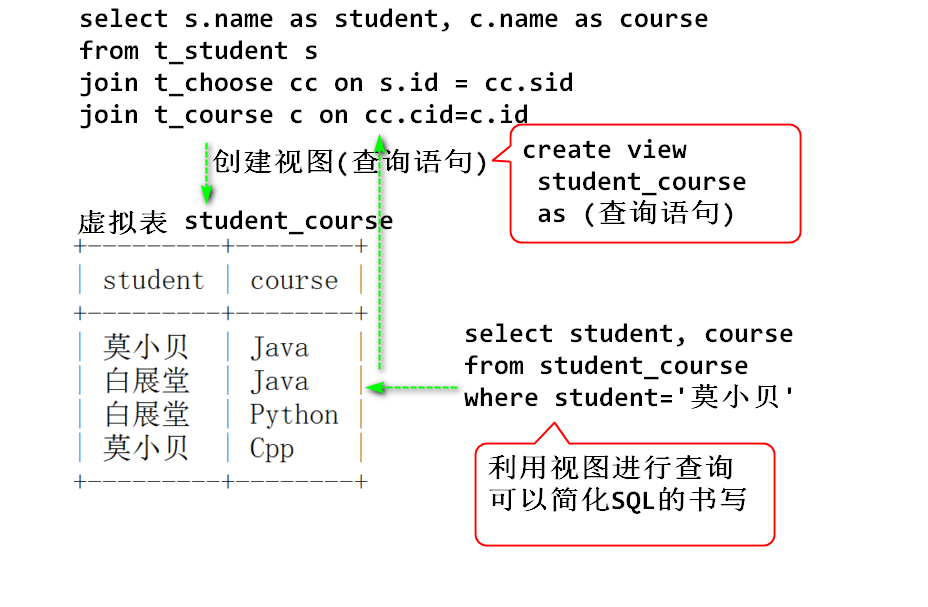 select s.name as student, c.name as course
from t_student s
join t_choose cc on s.id = cc.sid
join t_course c on cc.cid=c.id
创建视图(查询语句)
create view
student_course
as (查询语句)
虚拟表 student_course
+---------+--------+
| student | course |
+---------+--------+
| 莫小贝 | Java |
| 白展堂 | Java |
| 白展堂 | Python |
| 莫小贝 | Cpp |
+---------+--------+
select student, course
from student_course
where student='莫小贝'
利用视图进行查询
可以简化SQL的书写